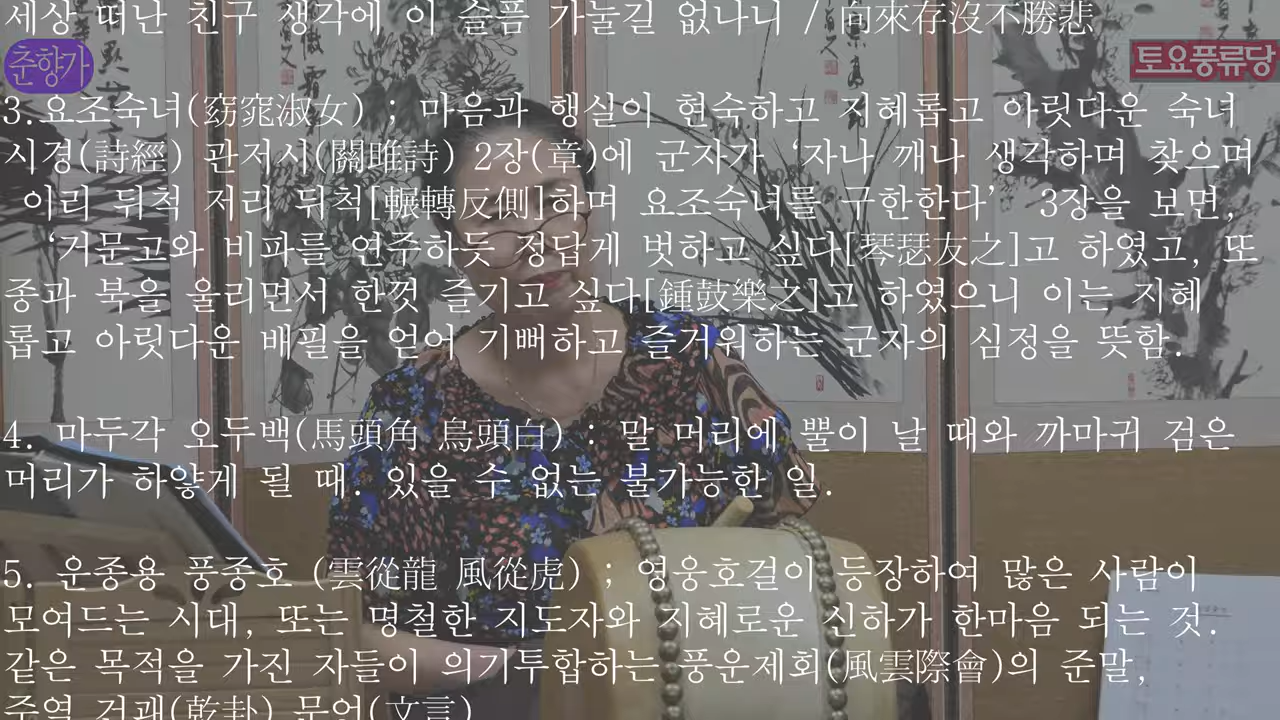 세상 떠난 친구 생각에 이 슬픔 가눌길 없나니 / 向來存沒不勝悲
춘향가
토요풍류당
3.요조숙녀(窈窕淑女) ; 마음과 행실이 현숙하고 지혜롭고 아릿다운 숙녀
시경(詩經) 관저시(關雎詩) 2장(章)에 군자가 ‘자나 깨나 생각하며 찾으며
이리 뒤척 저리 뒤척[輾轉反側]하며 요조숙녀를 구한한다’ 3장을 보면,
‘거문고와 비파를 연주하듯 정답게 벗하고 싶다[琴瑟友之]고 하였고, 또
종과 북을 울리면서 한껏 즐기고 싶다[鍾鼓樂之]고 하였으니 이는 지혜
롭고 아릿다운 배필을 얻어 기뻐하고 즐거워하는 군자의 심정을 뜻함.
4. 마두각 오두백(馬頭角 烏頭白) : 말 머리에 뿔이 날 때와 까마귀 검은
머리가 하얗게 될 때. 있을 수 없는 불가능한 일.
5. 운종용 풍종호 (雲從龍 風從虎) ; 영웅호걸이 등장하여 많은 사람이
모여드는 시대, 또는 명철한 지도자와 지혜로운 신하가 한마음 되는 것.
같은 목적을 가진 자들이 의기투합하는 풍운제회(風雲際會)의 준말,
주역 건괘(乾卦) 문언(文言)